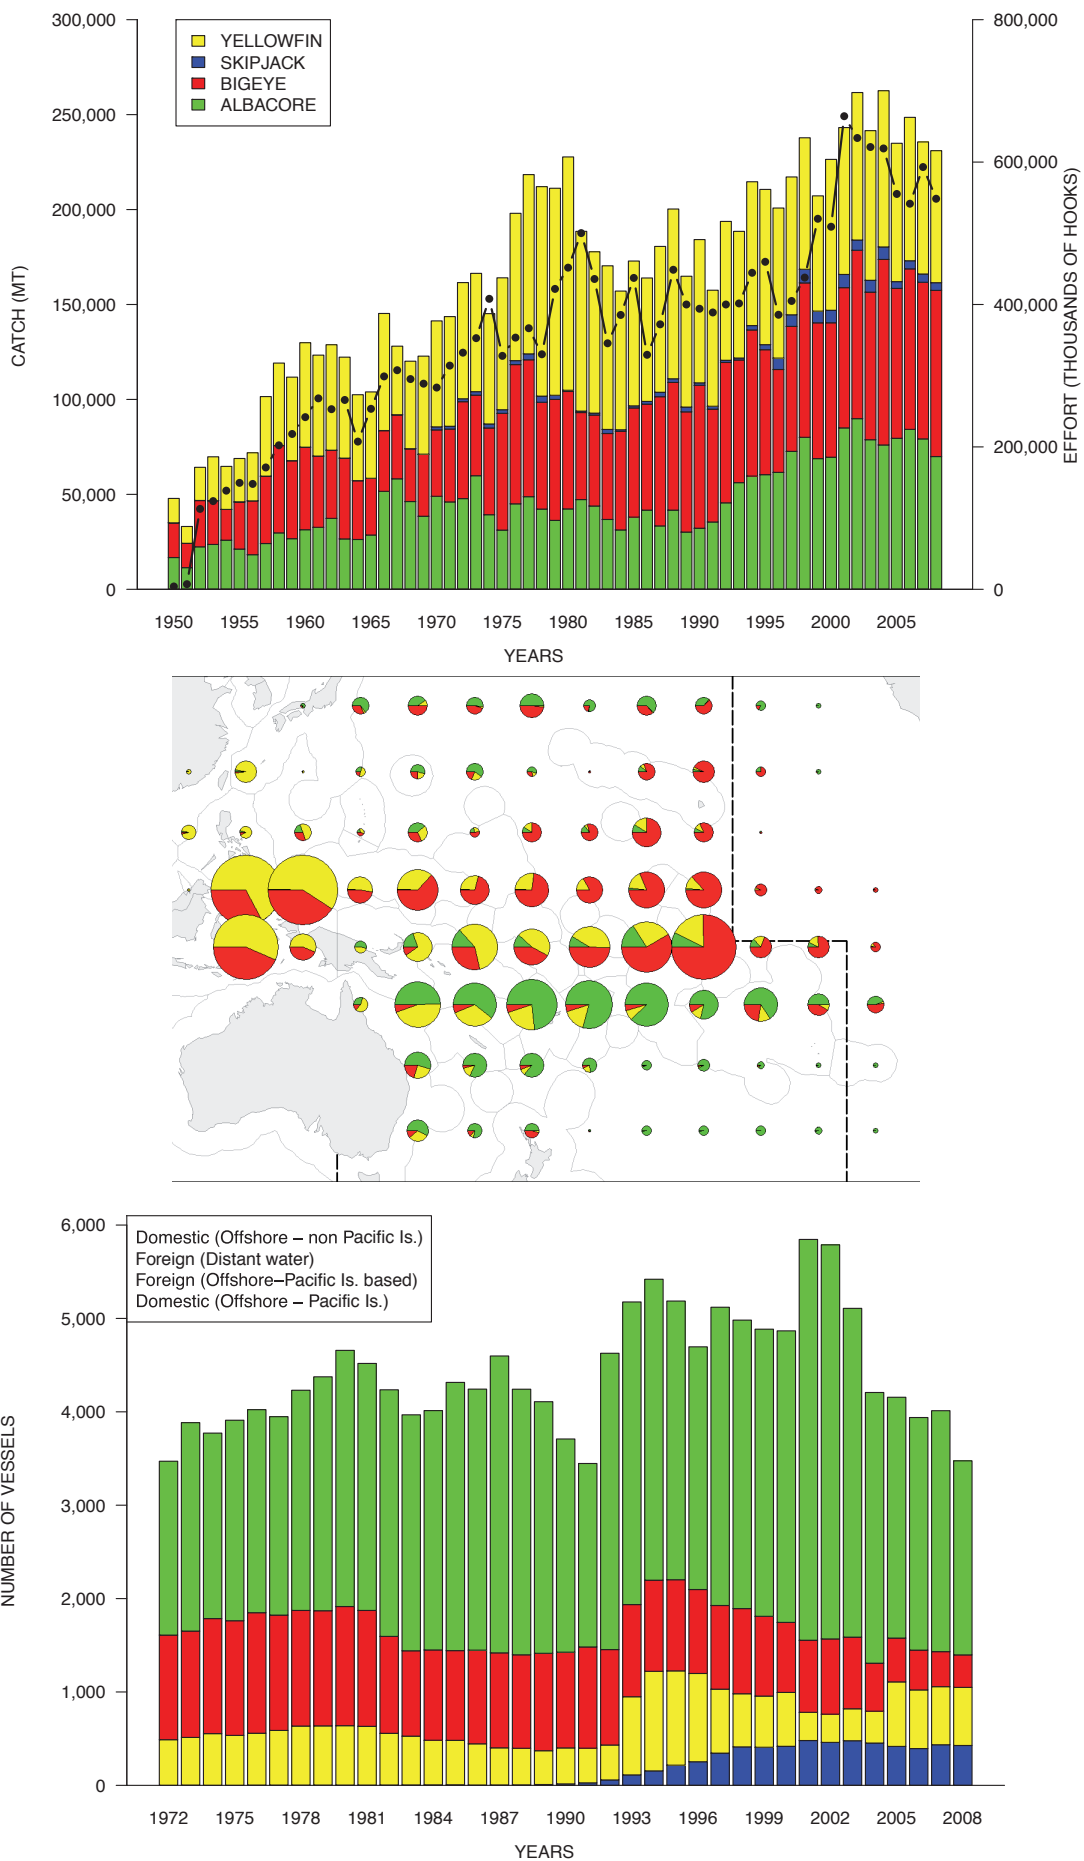 300,000
250,000
200,000
150,000
100,000
50,000
0
CATCH (MT)
YELLOWFIN
SKIPJACK
BIGEYE
ALBACORE
800,000
600,000
400,000
200,000
0
EFFORT (THOUSANDS OF HOOKS)
1950 1955 1960 1965 1970 1975 1980 1985 1990 1995 2000 2005
YEARS
6,000
5,000
4,000
3,000
2,000
1,000
0
NUMBER OF VESSELS
Domestic (Offshore – non Pacific Is.)
Foreign (Distant water)
Foreign (Offshore–Pacific Is. based)
Domestic (Offshore – Pacific Is.)
1972 1975 1978 1981 1984 1987 1990 1993 1996 1999 2002 2005 2008
YEARS